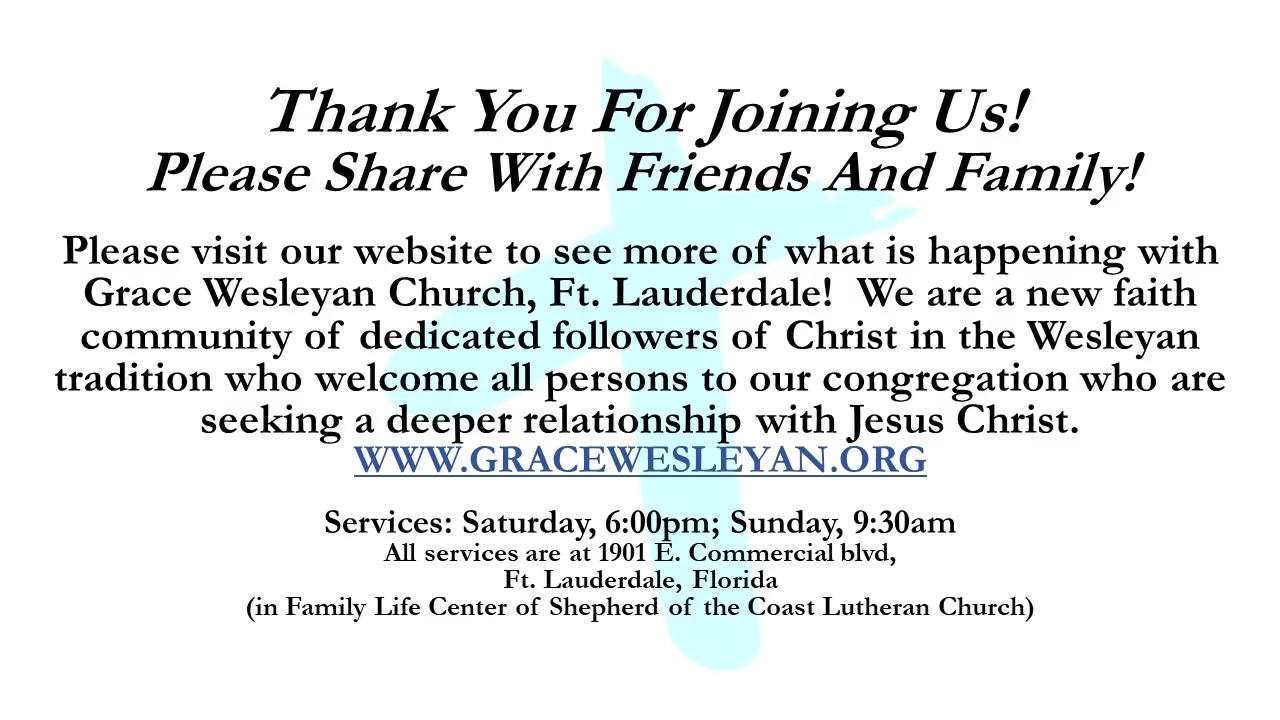 Thank You For Joining Us!
Please Share With Friends And Family!
Please visit our website to see more of what is happening with
Grace Wesleyan Church, Ft. Lauderdale!  We are a new faith
community of dedicated followers of Christ in the Wesleyan
tradition who welcome all persons to our congregation who are
seeking a deeper relationship with Jesus Christ.
WWW.GRACEWESLEYAN.ORG
Services: Saturday, 6:00pm; Sunday, 9:30am
All services are at 1901 E. Commercial blvd,
Ft. Lauderdale, Florida
(in Family Life Center of Shepherd of the Coast Lutheran Church)